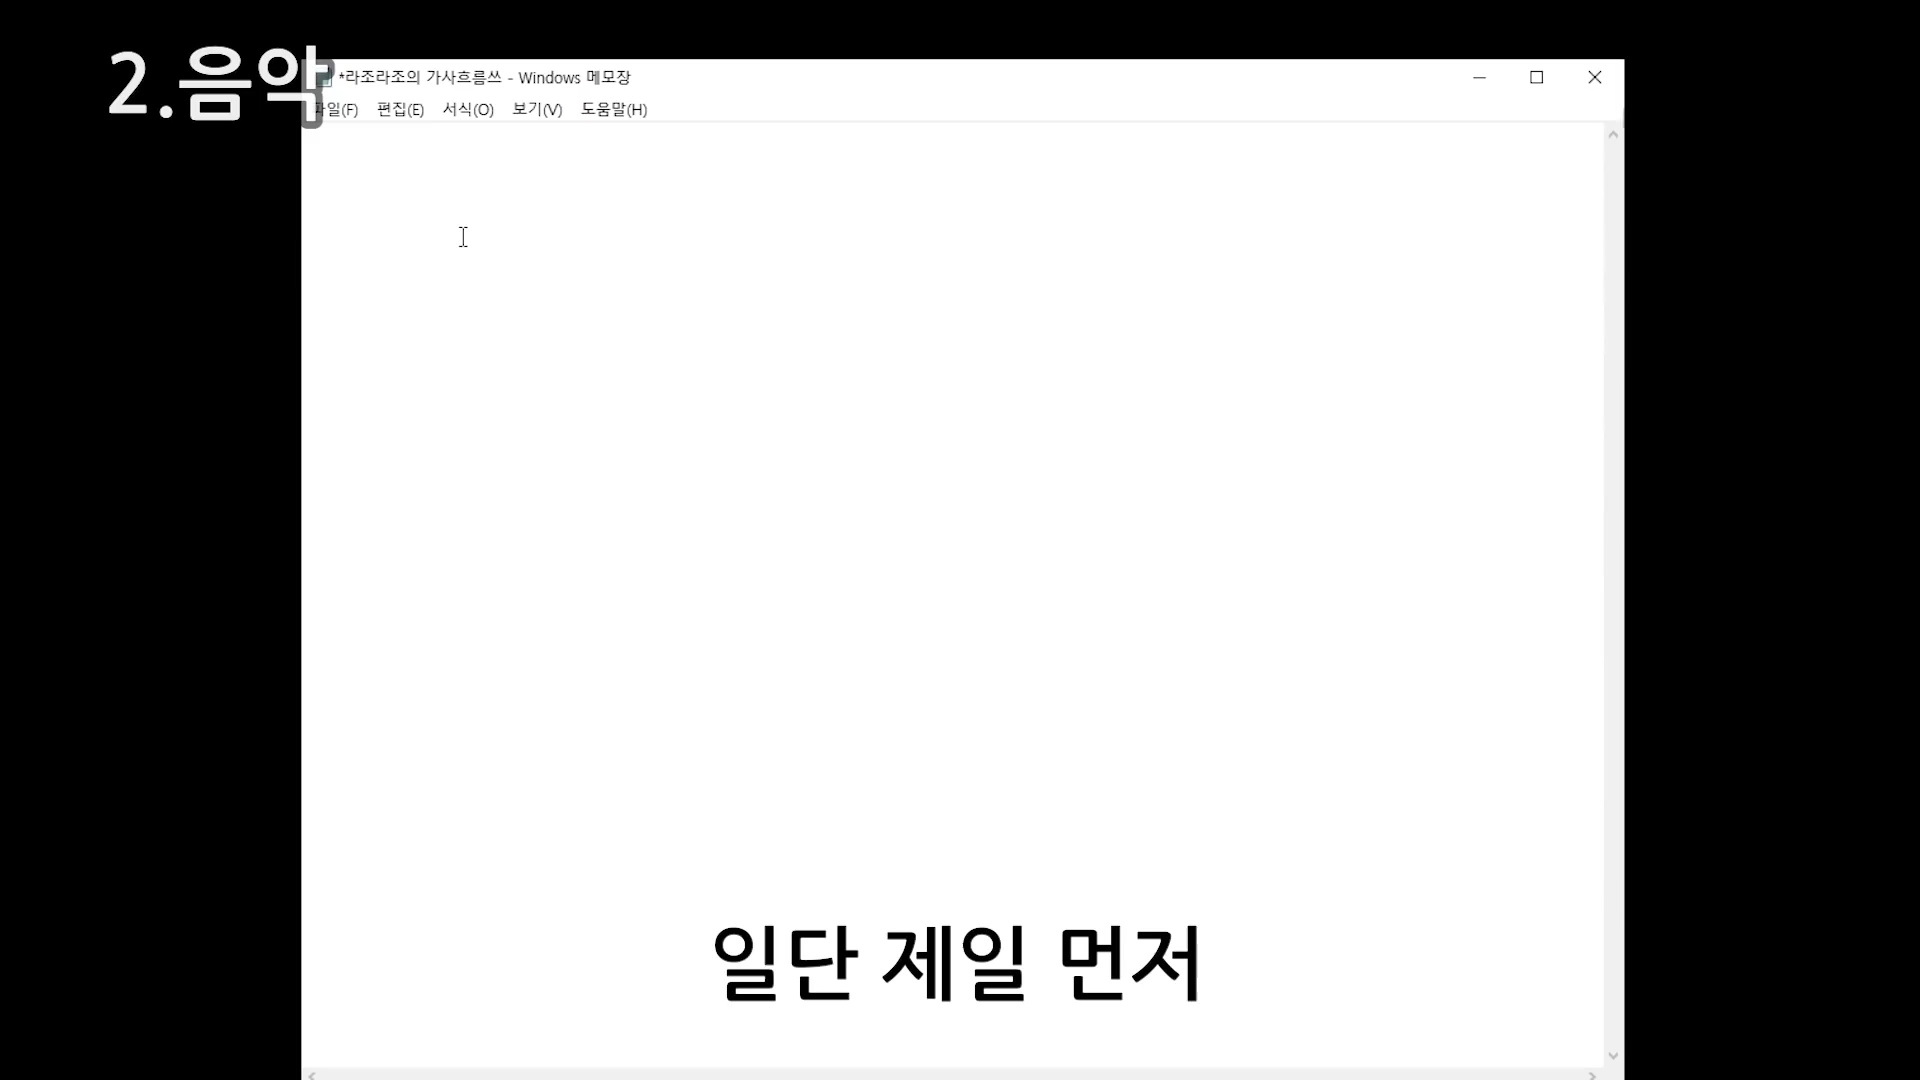 2.음악
*라조라조의 가사흐름쓰 - Windows 메모장
파일(F) 편집(E) 서식(O) 보기(V) 도움말(H)
일단 제일 먼저